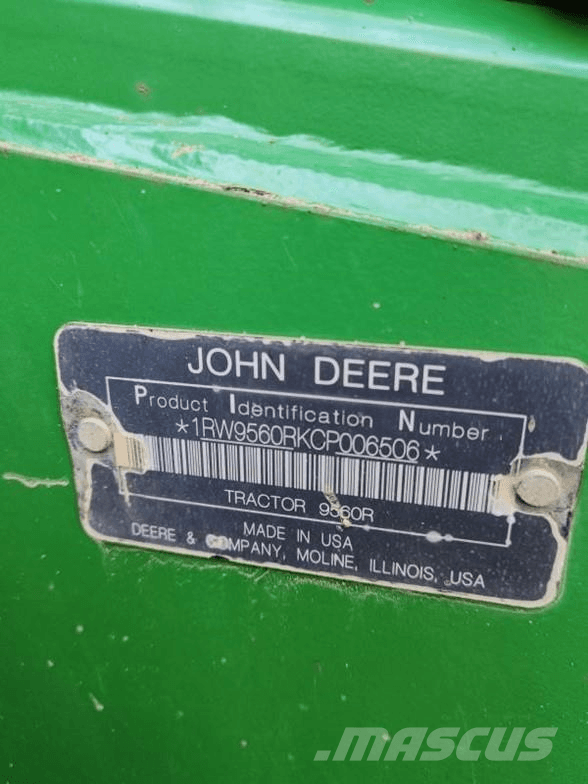 JOHN DEERE
Product Identification Number
*1RW9560RKCP006506*
TRACTOR 9560R
MADE IN USA
DEERE & COMPANY, MOLINE, ILLINOIS, USA
MASCUS